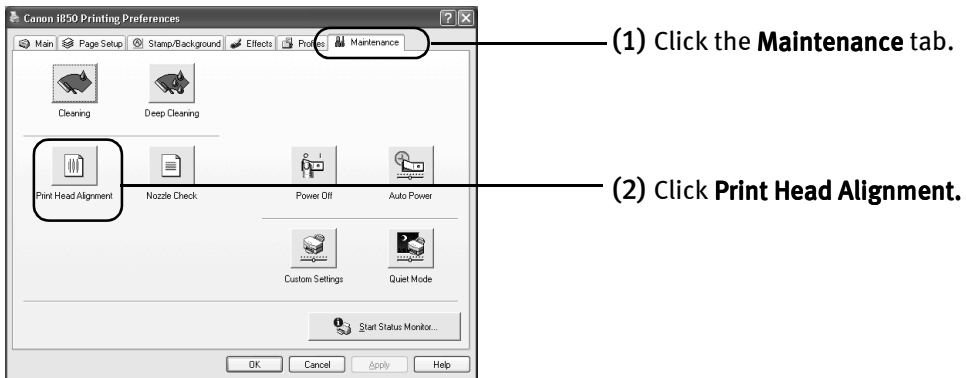 Canon i850 Printing Preferences
Main Page Setup Stamp/Background Effects Profiles Maintenance
(1) Click the Maintenance tab.
Cleaning Deep Cleaning
Print Head Alignment Nozzle Check Power Off Auto Power
(2) Click Print Head Alignment.
Custom Settings Quiet Mode
Start Status Monitor...
OK Cancel Apply Help